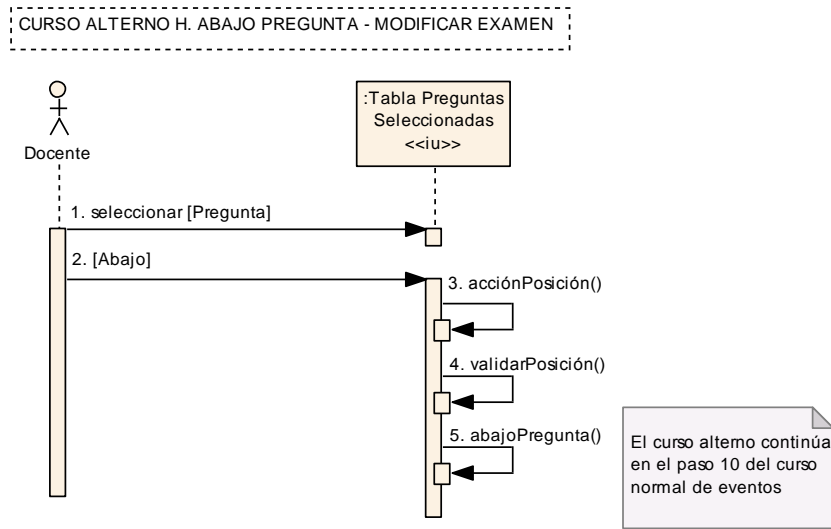 CURSO ALTERNO H. ABAJO PREGUNTA - MODIFICAR EXAMEN
Docente
:Tabla Preguntas
Seleccionadas
<<iu>>
1. seleccionar [Pregunta]
2. [Abajo]
3. acciónPosición()
4. validarPosición()
5. abajoPregunta()
El curso alterno continúa
en el paso 10 del curso
normal de eventos